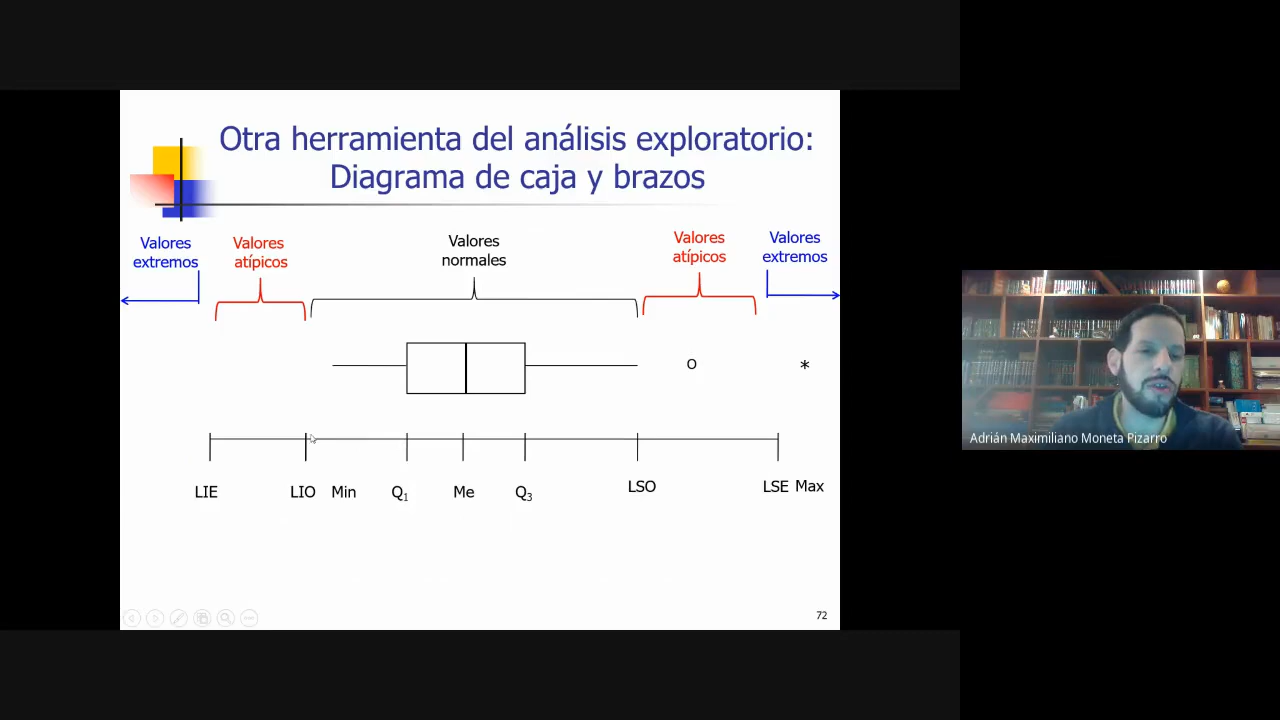 Otra herramienta del análisis exploratorio:
Diagrama de caja y brazos
Valores
extremos
Valores
atípicos
Valores
normales
Valores
atípicos
Valores
extremos
O
*
LIE
LIO
Min
Q1
Me
Q3
LSO
LSE
Max
72
Adrián Maximiliano Moneta Pizarro